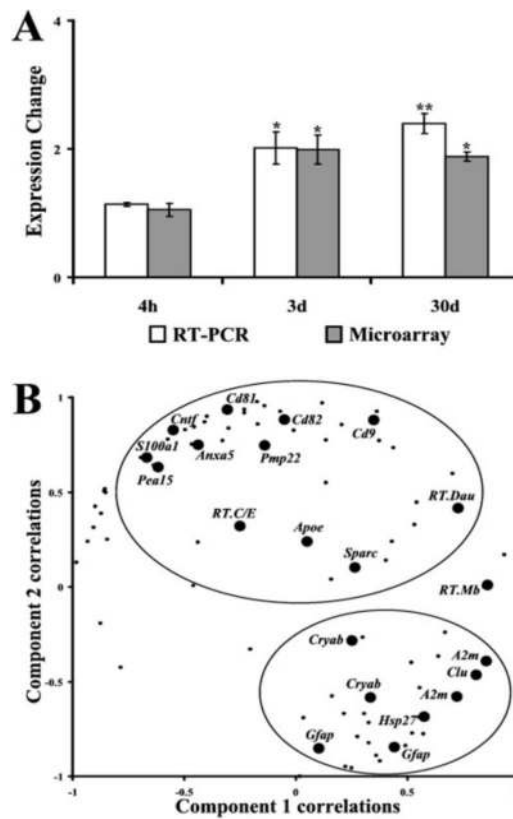 A
Expression Change
4
2
0
*
*
**
*
4h
3d
30d
RT-PCR
Microarray
B
Component 2 correlations
1
0.5
0
-0.5
-1
Cd81
Cntf
Cd82
Cd9
S100a1
Anxa5
Pmp22
Pea15
RT.Dau
RT.C/E
Apoe
Sparc
RT.Mb
Cryab
A2m
Clu
Cryab
A2m
Hsp27
Gfap
Gfap
-1
-0.5
0
0.5
Component 1 correlations